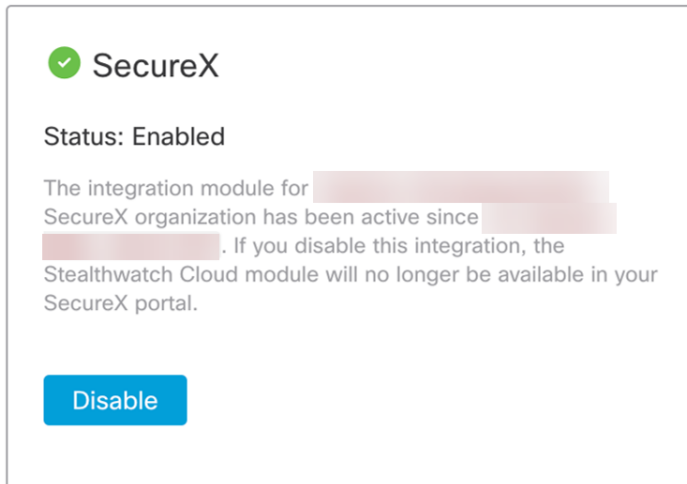 SecureX
Status: Enabled
The integration module for
SecureX organization has been active since
. If you disable this integration, the
Stealthwatch Cloud module will no longer be available in your
SecureX portal.
Disable